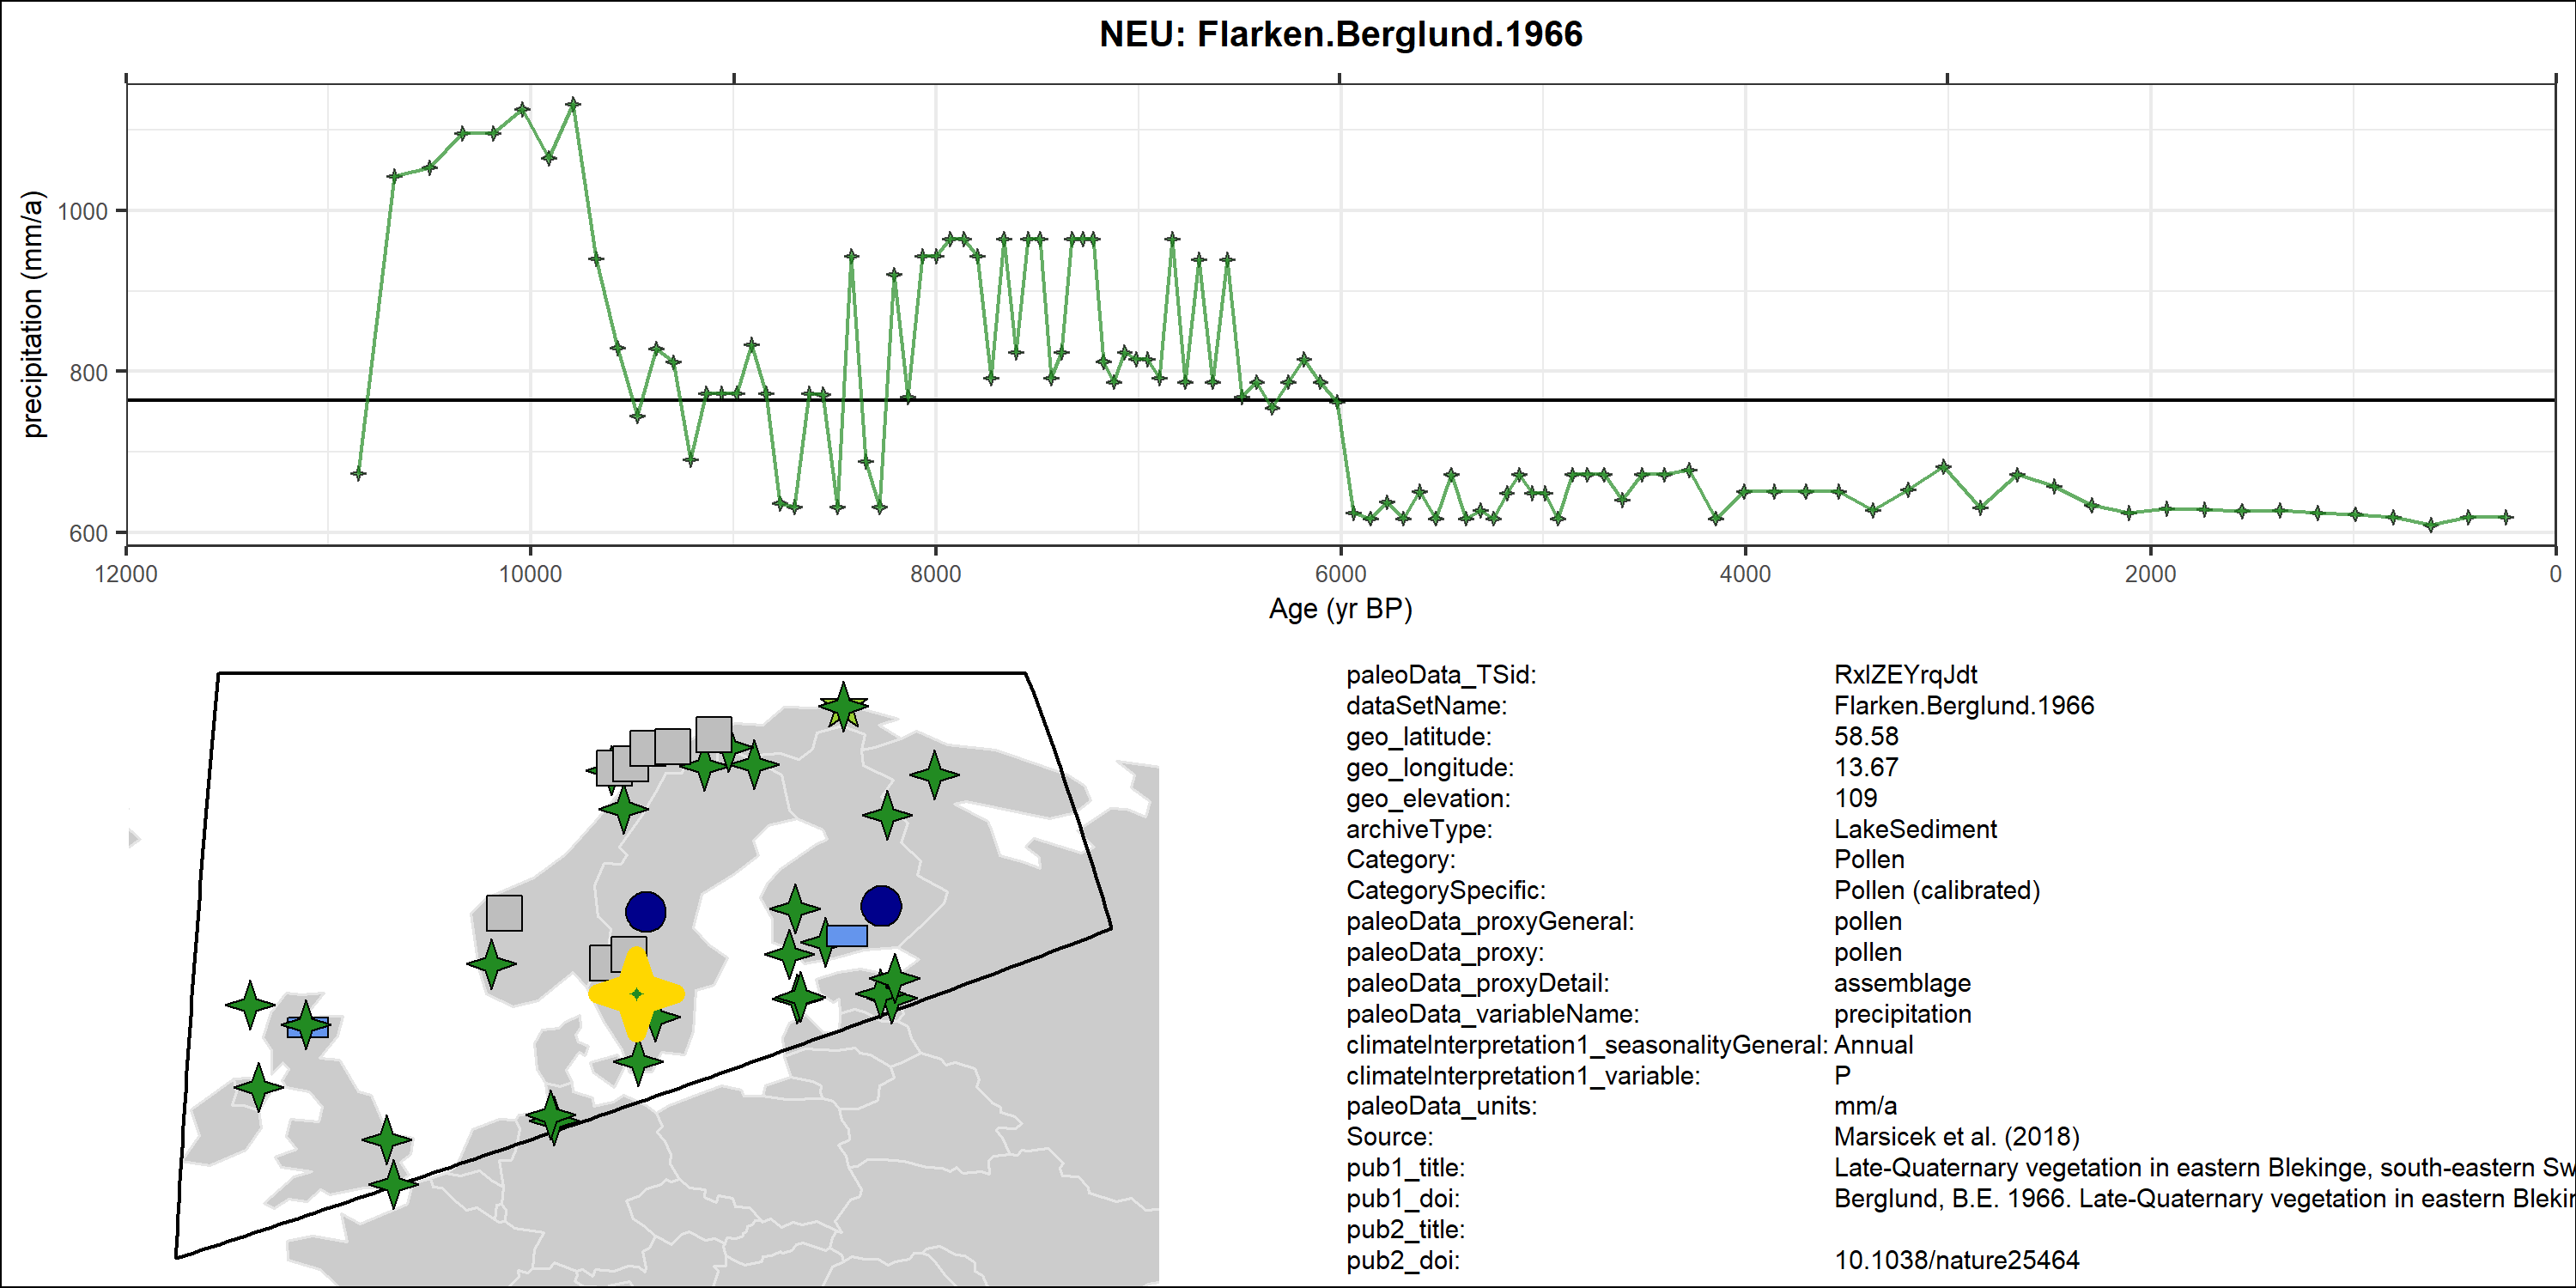 NEU: Flarken.Berglund.1966
precipitation (mm/a)
1000
800
600
12000 10000 8000 6000 4000 2000 0
Age (yr BP)
paleoData_TSid: RxlZEYrqJdt
dataSetName: Flarken.Berglund.1966
geo_latitude: 58.58
geo_longitude: 13.67
geo_elevation: 109
archiveType: LakeSediment
Category: Pollen
CategorySpecific: Pollen (calibrated)
paleoData_proxyGeneral: pollen
paleoData_proxy: pollen
paleoData_proxyDetail: assemblage
paleoData_variableName: precipitation
climateInterpretation1_seasonalityGeneral: Annual
climateInterpretation1_variable: P
paleoData_units: mm/a
Source: Marsicek et al. (2018)
pub1_title: Late-Quaternary vegetation in eastern Blekinge, south-eastern Sw
pub1_doi: Berglund, B.E. 1966. Late-Quaternary vegetation in eastern Blekin
pub2_title:
pub2_doi: 10.1038/nature25464